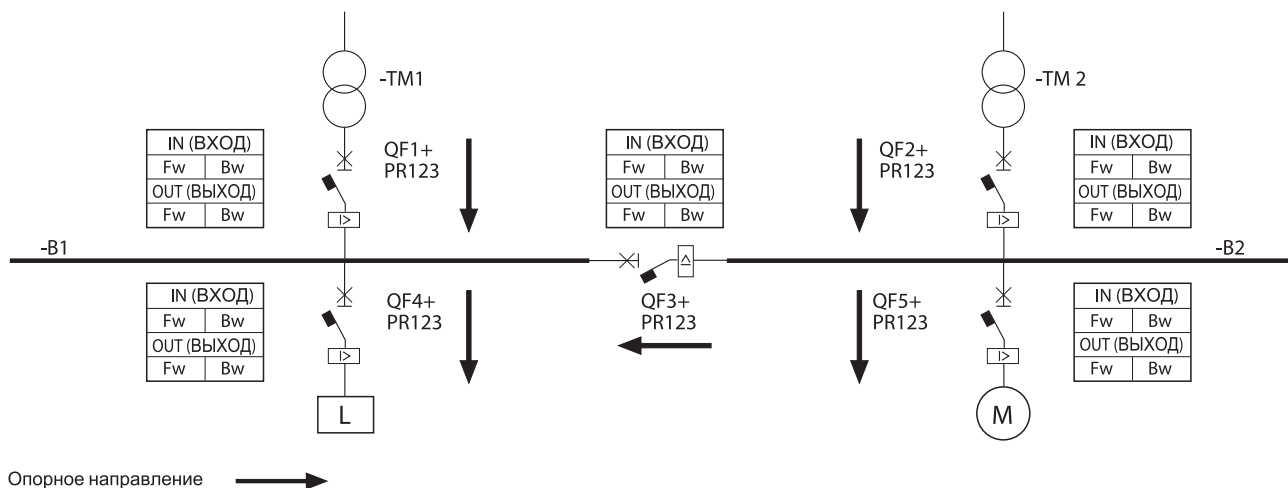 -TM1
-TM 2
IN (ВХОД)
Fw Bw
OUT (ВЫХОД)
Fw Bw
QF1+
PR123
IN (ВХОД)
Fw Bw
OUT (ВЫХОД)
Fw Bw
QF2+
PR123
IN (ВХОД)
Fw Bw
OUT (ВЫХОД)
Fw Bw
I>
I>
-B1
-B2
I>
IN (ВХОД)
Fw Bw
OUT (ВЫХОД)
Fw Bw
QF4+
PR123
QF3+
PR123
QF5+
PR123
IN (ВХОД)
Fw Bw
OUT (ВЫХОД)
Fw Bw
I>
I>
L
M
Опорное направление